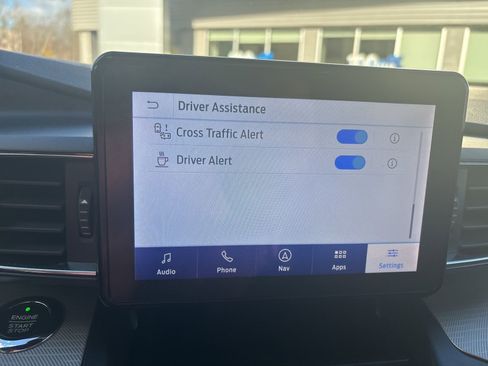 Driver Assistance
Cross Traffic Alert
Driver Alert
Audio
Phone
Nav
Apps
Settings
ENGINE
START
STOP